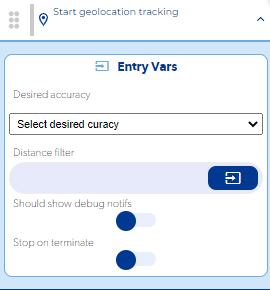 Start geolocation tracking
Entry Vars
Desired accuracy
Select desired curacy
Distance filter
Should show debug notifs
Stop on terminate